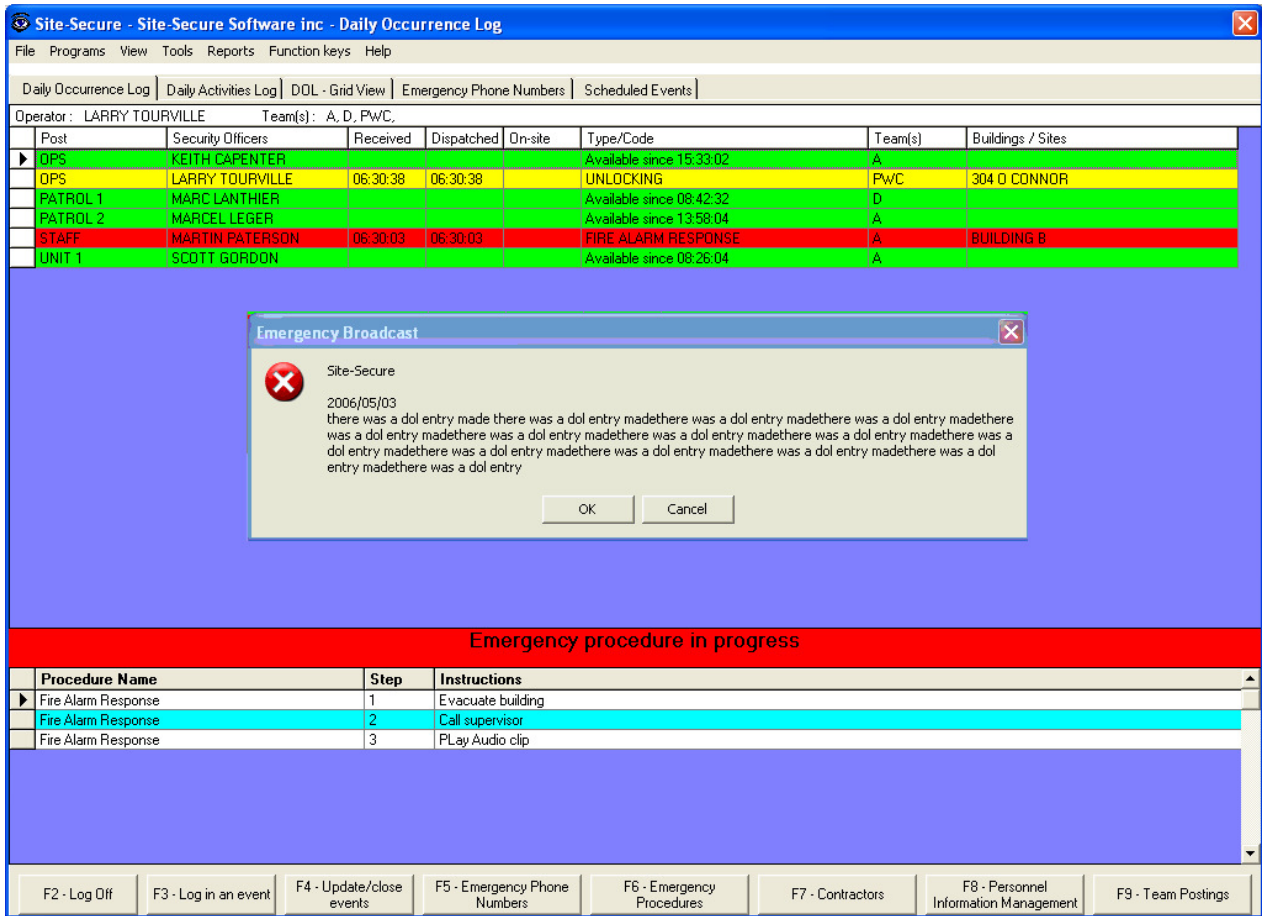 Site-Secure - Site-Secure Software inc - Daily Occurrence Log
File Programs View Tools Reports Function keys Help
Daily Occurrence Log Daily Activities Log DOL - Grid View Emergency Phone Numbers Scheduled Events
Operator : LARRY TOURVILLE Team(s) : A, D, PWC,
Post Security Officers Received Dispatched On-site Type/Code Team(s) Buildings / Sites
OPS KEITH CAPENTER Available since 15:33:02 A
OPS LARRY TOURVILLE 06:30:38 06:30:38 UNLOCKING PWC 304 O CONNOR
PATROL 1 MARC LANTHIER Available since 08:42:32 D
PATROL 2 MARCEL LEGER Available since 13:58:04 A
STAFF MARTIN PATERSON 06:30:03 06:30:03 FIRE ALARM RESPONSE A BUILDING B
UNIT 1 SCOTT GORDON Available since 08:26:04 A
Emergency Broadcast
Site-Secure
2006/05/03
there was a dol entry made there was a dol entry madethere was a dol entry madethere was a dol entry madethere
was a dol entry madethere was a dol entry madethere was a dol entry madethere was a dol entry madethere was a
dol entry madethere was a dol entry madethere was a dol entry madethere was a dol entry madethere was a dol
entry madethere was a dol entry
OK Cancel
Emergency procedure in progress
Procedure Name Step Instructions
Fire Alarm Response 1 Evacuate building
Fire Alarm Response 2 Call supervisor
Fire Alarm Response 3 PLay Audio clip
F2 - Log Off F3 - Log in an event F4 - Update/close events F5 - Emergency Phone Numbers F6 - Emergency Procedures F7 - Contractors F8 - Personnel Information Management F9 - Team Postings